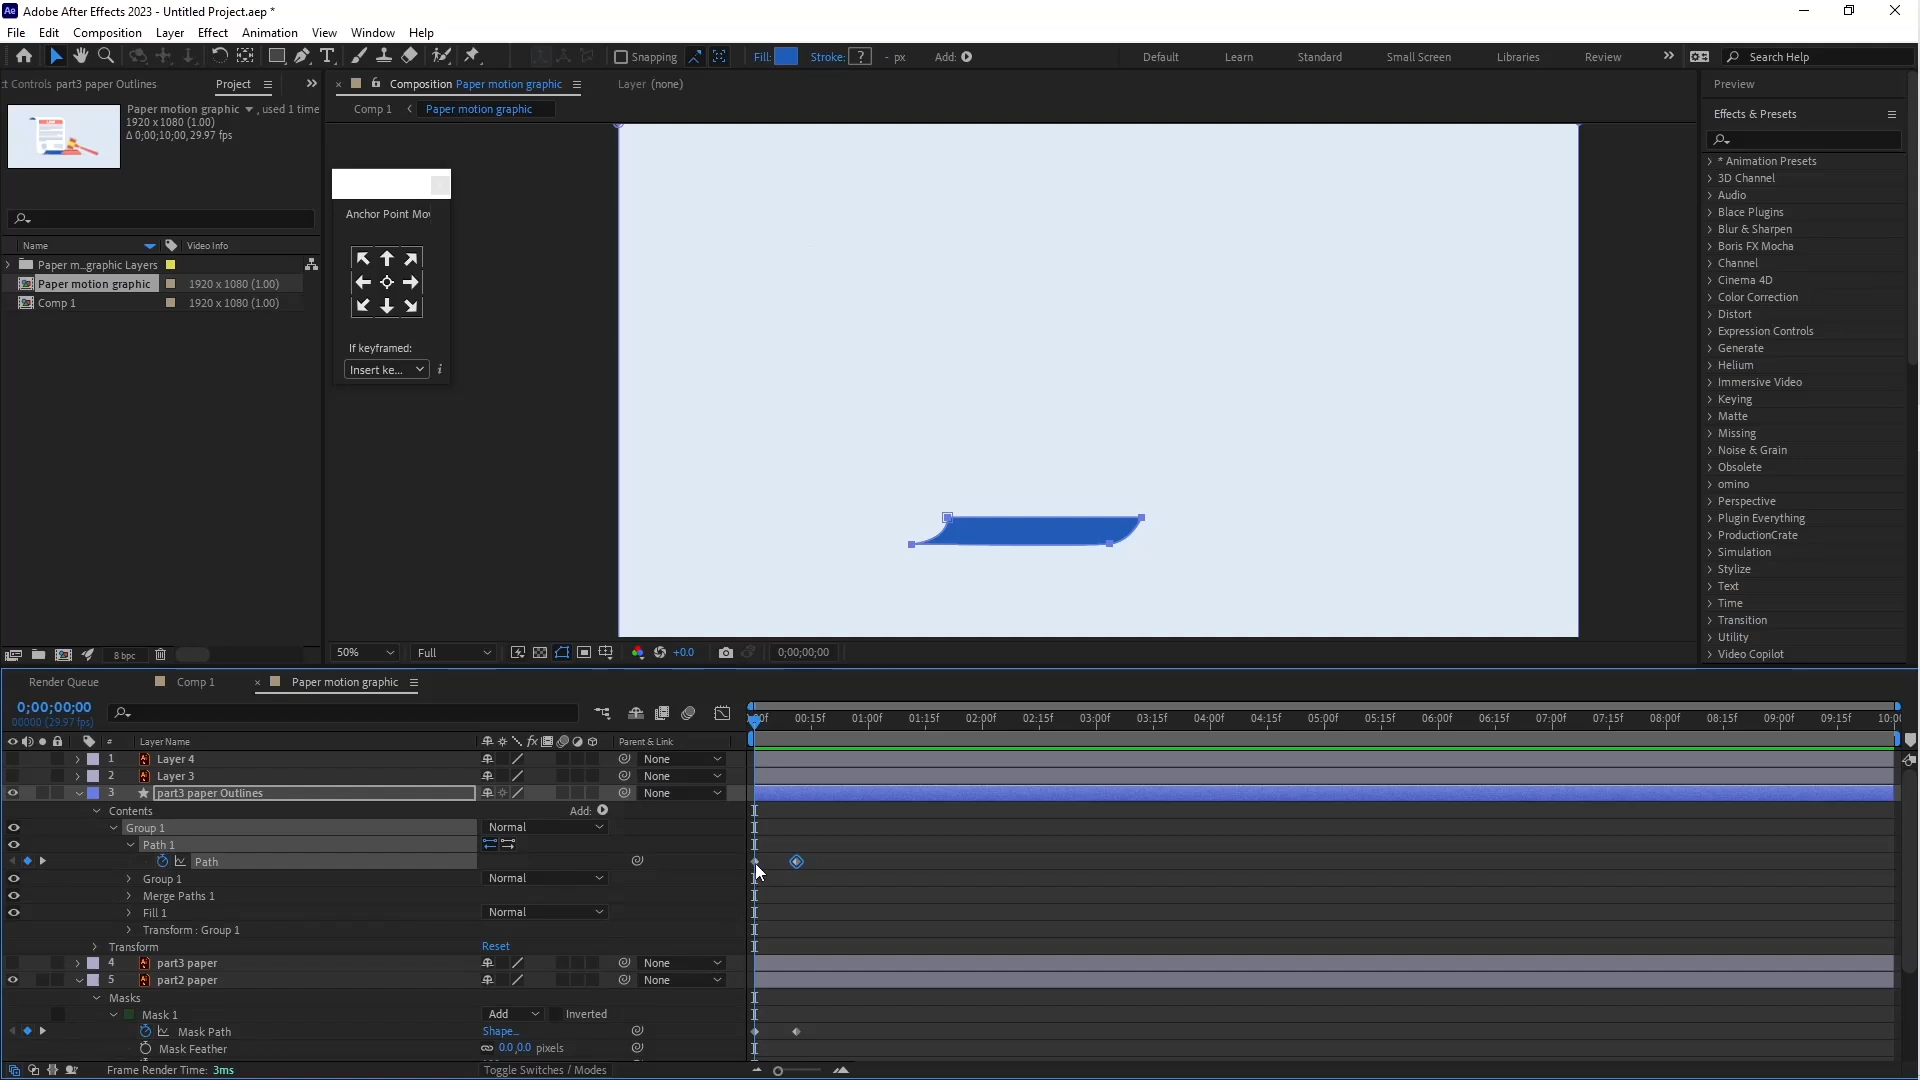 Adobe After Effects 2023 - Untitled Project.aep *
File Edit Composition Layer Effect Animation View Window Help
Snapping Fill: Stroke: ? - px Add: Default Learn Standard Small Screen Libraries Review Search Help
Controls part3 paper Outlines Project
Composition Paper motion graphic Layer (none)
Preview
Paper motion graphic , used 1 time
1920 x 1080 (1.00)
Δ 0;00;10;00, 29.97 fps
Comp 1 Paper motion graphic
Effects & Presets
Anchor Point Mo
If keyframed:
Insert ke...
Name Video Info
Paper m_graphic Layers
Paper motion graphic 1920 x 1080 (1.00)
Comp 1 1920 x 1080 (1.00)
* Animation Presets
3D Channel
Audio
Blace Plugins
Blur & Sharpen
Boris FX Mocha
Channel
Cinema 4D
Color Correction
Distort
Expression Controls
Generate
Helium
Immersive Video
Keying
Matte
Missing
Noise & Grain
Obsolete
omino
Perspective
Plugin Everything
ProductionCrate
Simulation
Stylize
Text
Time
Transition
Utility
Video Copilot
8 bpc
50% Full +0.0 0;00;00;00
Render Queue Comp 1 Paper motion graphic
0;00;00;00
00000 (29.97 fps)
:00f 00:15f 01:00f 01:15f 02:00f 02:15f 03:00f 03:15f 04:00f 04:15f 05:00f 05:15f 06:00f 06:15f 07:00f 07:15f 08:00f 08:15f 09:00f 09:15f 10:0
# Layer Name Parent & Link
1 Layer 4 None
2 Layer 3 None
3 part3 paper Outlines None
Contents Add:
Group 1 Normal
Path 1
Path
Group 1 Normal
Merge Paths 1
Fill 1 Normal
Transform : Group 1
Transform Reset
4 part3 paper None
5 part2 paper None
Masks
Mask 1 Add Inverted
Mask Path Shape...
Mask Feather 0.0,0.0 pixels
Frame Render Time: 3ms Toggle Switches / Modes